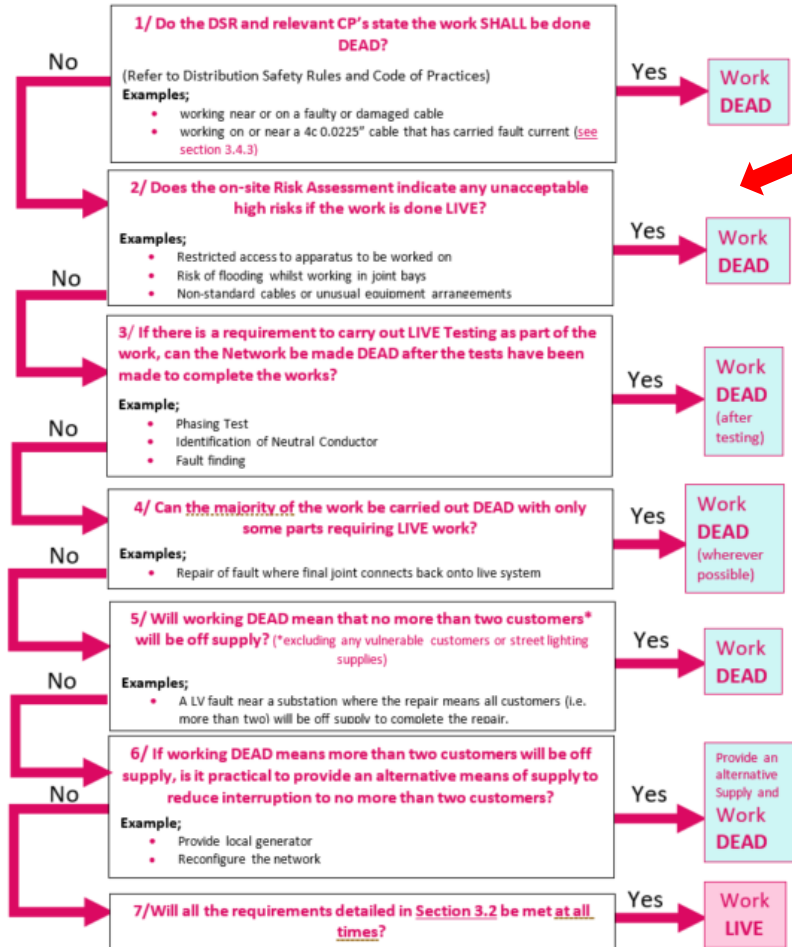 1/ Do the DSR and relevant CP's state the work SHALL be done
DEAD?
No
Yes
Work
DEAD
(Refer to Distribution Safety Rules and Code of Practices)
Examples;
• working near or on a faulty or damaged cable
• working on or near a 4c 0.0225" cable that has carried fault current (see
section 3.4.3)
2/ Does the on-site Risk Assessment indicate any unacceptable
high risks if the work is done LIVE?
Yes
Work
DEAD
Examples;
• Restricted access to apparatus to be worked on
• Risk of flooding whilst working in joint bays
• Non-standard cables or unusual equipment arrangements
No
3/ If there is a requirement to carry out LIVE Testing as part of the
work, can the Network be made DEAD after the tests have been
made to complete the works?
Yes
Work
DEAD
(after
testing)
Example;
• Phasing Test
• Identification of Neutral Conductor
• Fault finding
No
4/ Can the majority of the work be carried out DEAD with only
some parts requiring LIVE work?
Yes
Work
DEAD
(wherever
possible)
Examples;
• Repair of fault where final joint connects back onto live system
No
5/ Will working DEAD mean that no more than two customers*
will be off supply? (*excluding any vulnerable customers or street lighting
supplies)
Yes
Work
DEAD
Examples;
• A LV fault near a substation where the repair means all customers (i.e.
more than two) will be off supply to complete the repair.
No
6/ If working DEAD means more than two customers will be off
supply, is it practical to provide an alternative means of supply to
reduce interruption to no more than two customers?
No
Yes
Provide an
alternative
Supply and
Work
DEAD
Example;
• Provide local generator
• Reconfigure the network
7/Will all the requirements detailed in Section 3.2 be met at all
times?
Yes
Work
LIVE